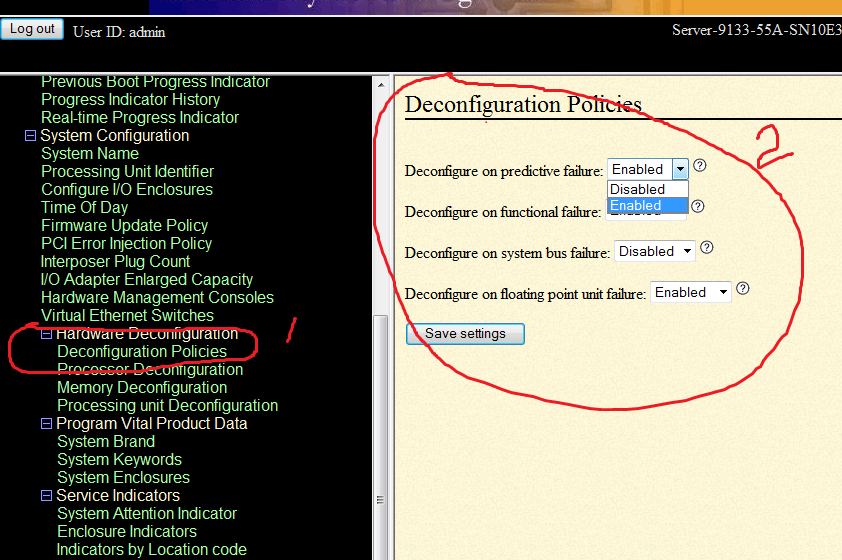 Log out User ID: admin Server-9133-55A-SN10E3
Previous Boot Progress Indicator
Progress Indicator History
Real-time Progress Indicator
System Configuration
System Name
Processing Unit Identifier
Configure I/O Enclosures
Time Of Day
Firmware Update Policy
PCI Error Injection Policy
Interposer Plug Count
I/O Adapter Enlarged Capacity
Hardware Management Consoles
Virtual Ethernet Switches
Hardware Deconfiguration
Deconfiguration Policies
Processor Deconfiguration
Memory Deconfiguration
Processing unit Deconfiguration
Program Vital Product Data
System Brand
System Keywords
System Enclosures
Service Indicators
System Attention Indicator
Enclosure Indicators
Indicators by Location code
1
Deconfiguration Policies
2
Deconfigure on predictive failure: Enabled ?
Disabled
Enabled
Deconfigure on functional failure: ?
Deconfigure on system bus failure: Disabled ?
Deconfigure on floating point unit failure: Enabled ?
Save settings